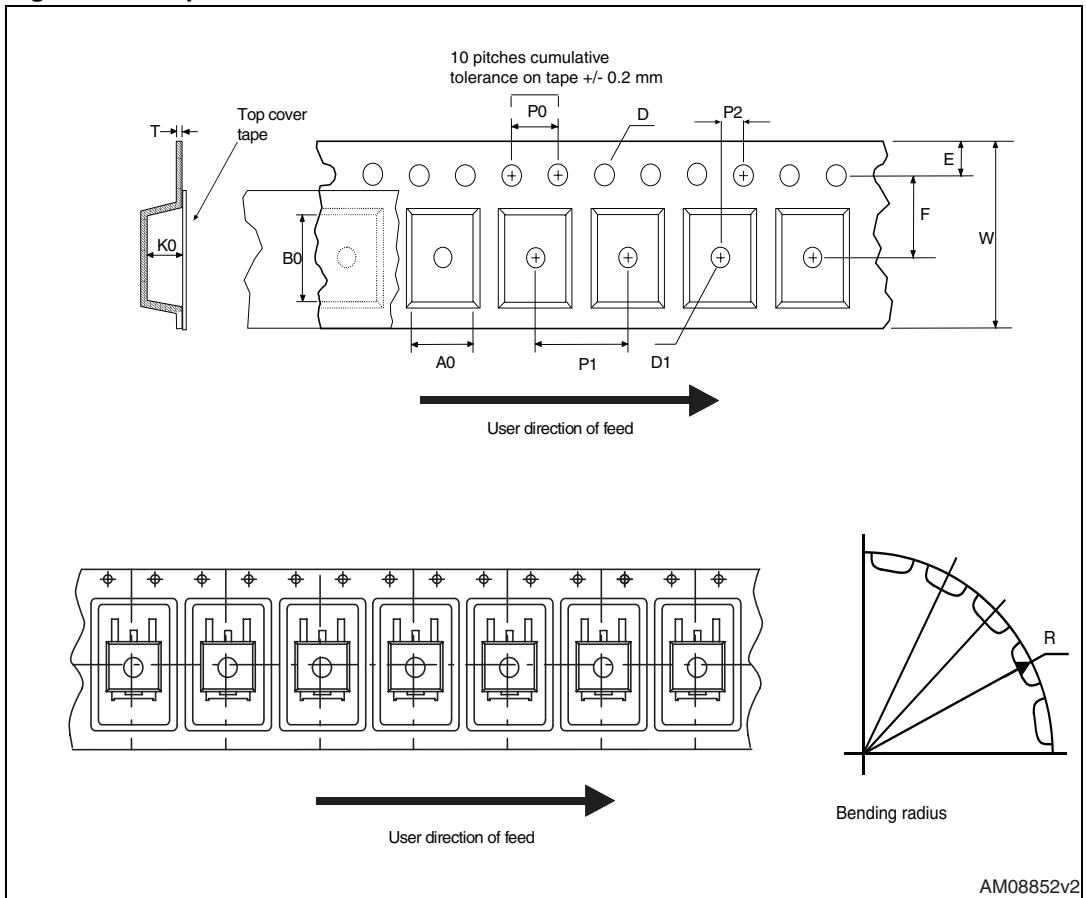 10 pitches cumulative
tolerance on tape +/- 0.2 mm
P0
D
P2
T
Top cover
tape
E
F
W
K0
B0
A0
P1
D1
User direction of feed
R
Bending radius
User direction of feed
AM08852v2